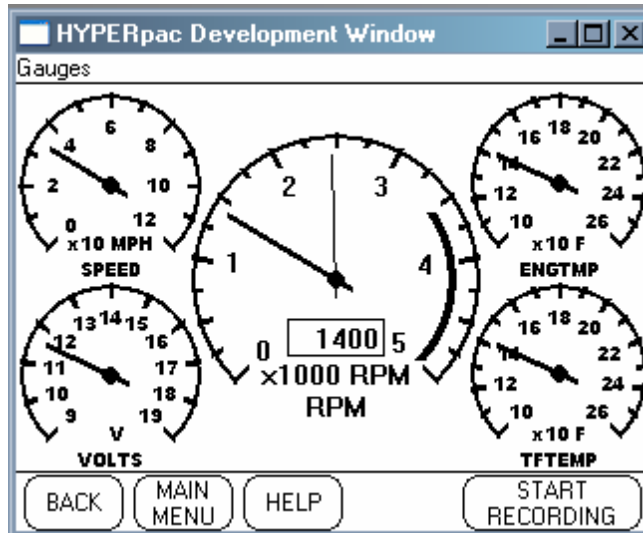 HYPERpac Development Window
Gauges
0 2 4 6 8 10 12
x10 MPH
SPEED
0 1 2 3 4 5
1400
x1000 RPM
RPM
10 12 14 16 18 20 22 24 26
x10 F
ENGTMP
9 10 11 12 13 14 15 16 17 18 19
V
VOLTS
10 12 14 16 18 20 22 24 26
x10 F
TFTEMP
BACK
MAIN
MENU
HELP
START
RECORDING